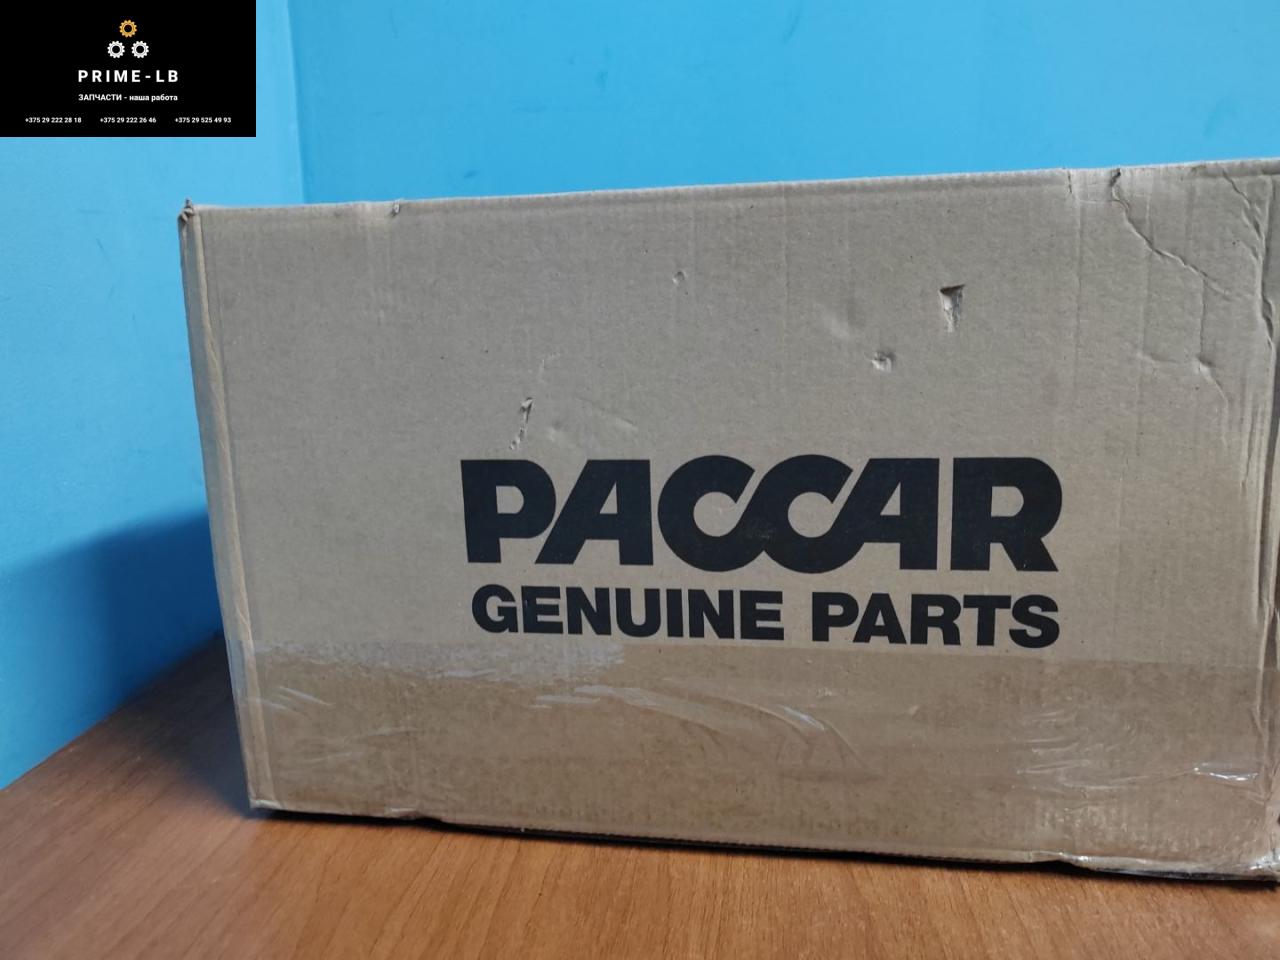 PRIME-LB
ЗАПЧАСТИ - наша работа
+375 29 222 28 18 +375 29 222 26 46 +375 29 525 49 93
PACCAR
GENUINE PARTS